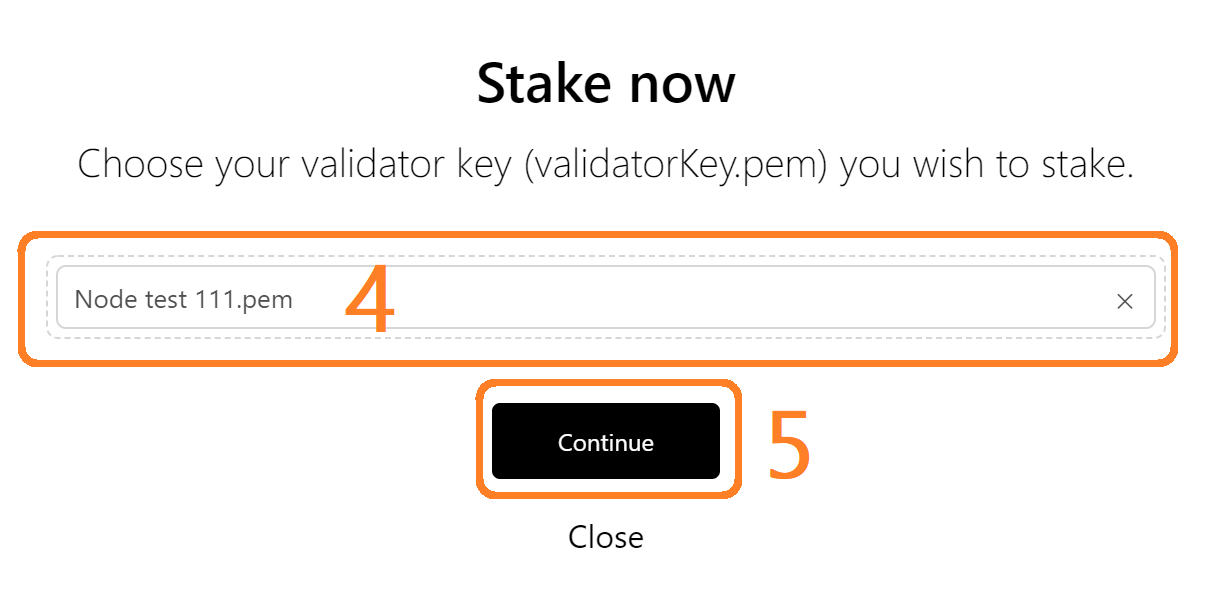 Stake now
Choose your validator key (validatorKey.pem) you wish to stake.
Node test 111.pem 4 ×
Continue 5
Close